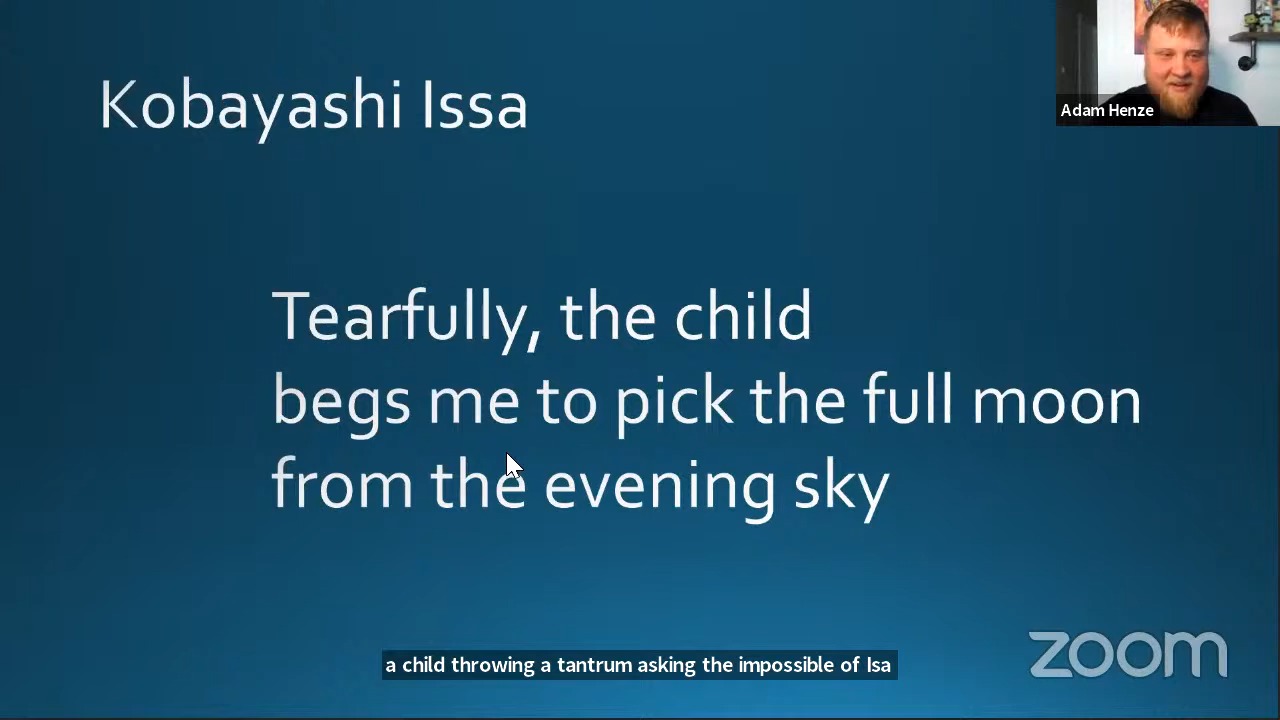 Kobayashi Issa
Adam Henze
Tearfully, the child
begs me to pick the full moon
from the evening sky
zoom
a child throwing a tantrum asking the impossible of Isa